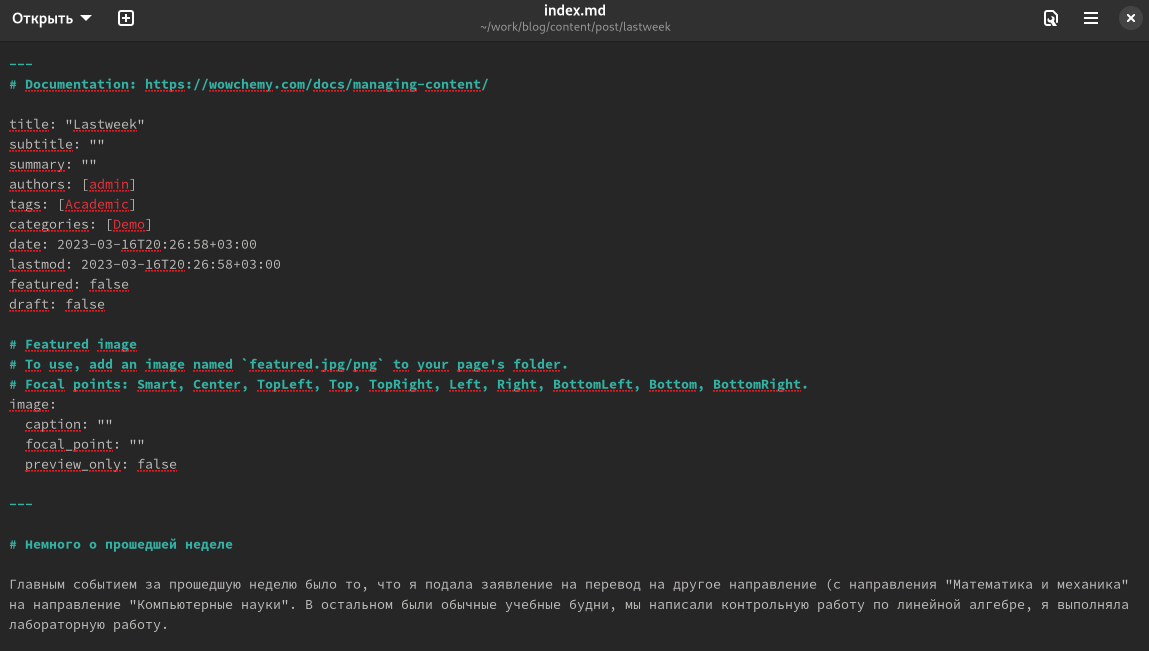 Открыть
index.md
~/work/blog/content/post/lastweek
---
# Documentation: https://wowchemy.com/docs/managing-content/
title: "Lastweek"
subtitle: ""
summary: ""
authors: [admin]
tags: [Academic]
categories: [Demo]
date: 2023-03-16T20:26:58+03:00
lastmod: 2023-03-16T20:26:58+03:00
featured: false
draft: false
# Featured image
# To use, add an image named `featured.jpg/png` to your page's folder.
# Focal points: Smart, Center, TopLeft, Top, TopRight, Left, Right, BottomLeft, Bottom, BottomRight.
image:
  caption: ""
  focal_point: ""
  preview_only: false
---
# Немного о прошедшей неделе
Главным событием за прошедшую неделю было то, что я подала заявление на перевод на другое направление (с направления "Математика и механика"
на направление "Компьютерные науки". В остальном были обычные учебные будни, мы написали контрольную работу по линейной алгебре, я выполняла
лабораторную работу.